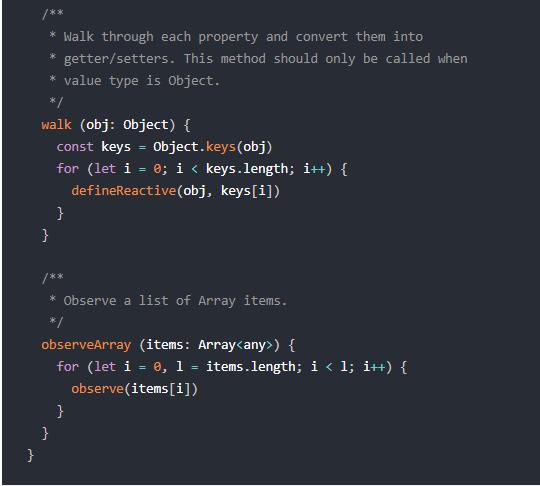 /**
 * Walk through each property and convert them into
 * getter/setters. This method should only be called when
 * value type is Object.
 */
walk (obj: Object) {
  const keys = Object.keys(obj)
  for (let i = 0; i < keys.length; i++) {
    defineReactive(obj, keys[i])
  }
}

/**
 * Observe a list of Array items.
 */
observeArray (items: Array<any>) {
  for (let i = 0, l = items.length; i < l; i++) {
    observe(items[i])
  }
}
}